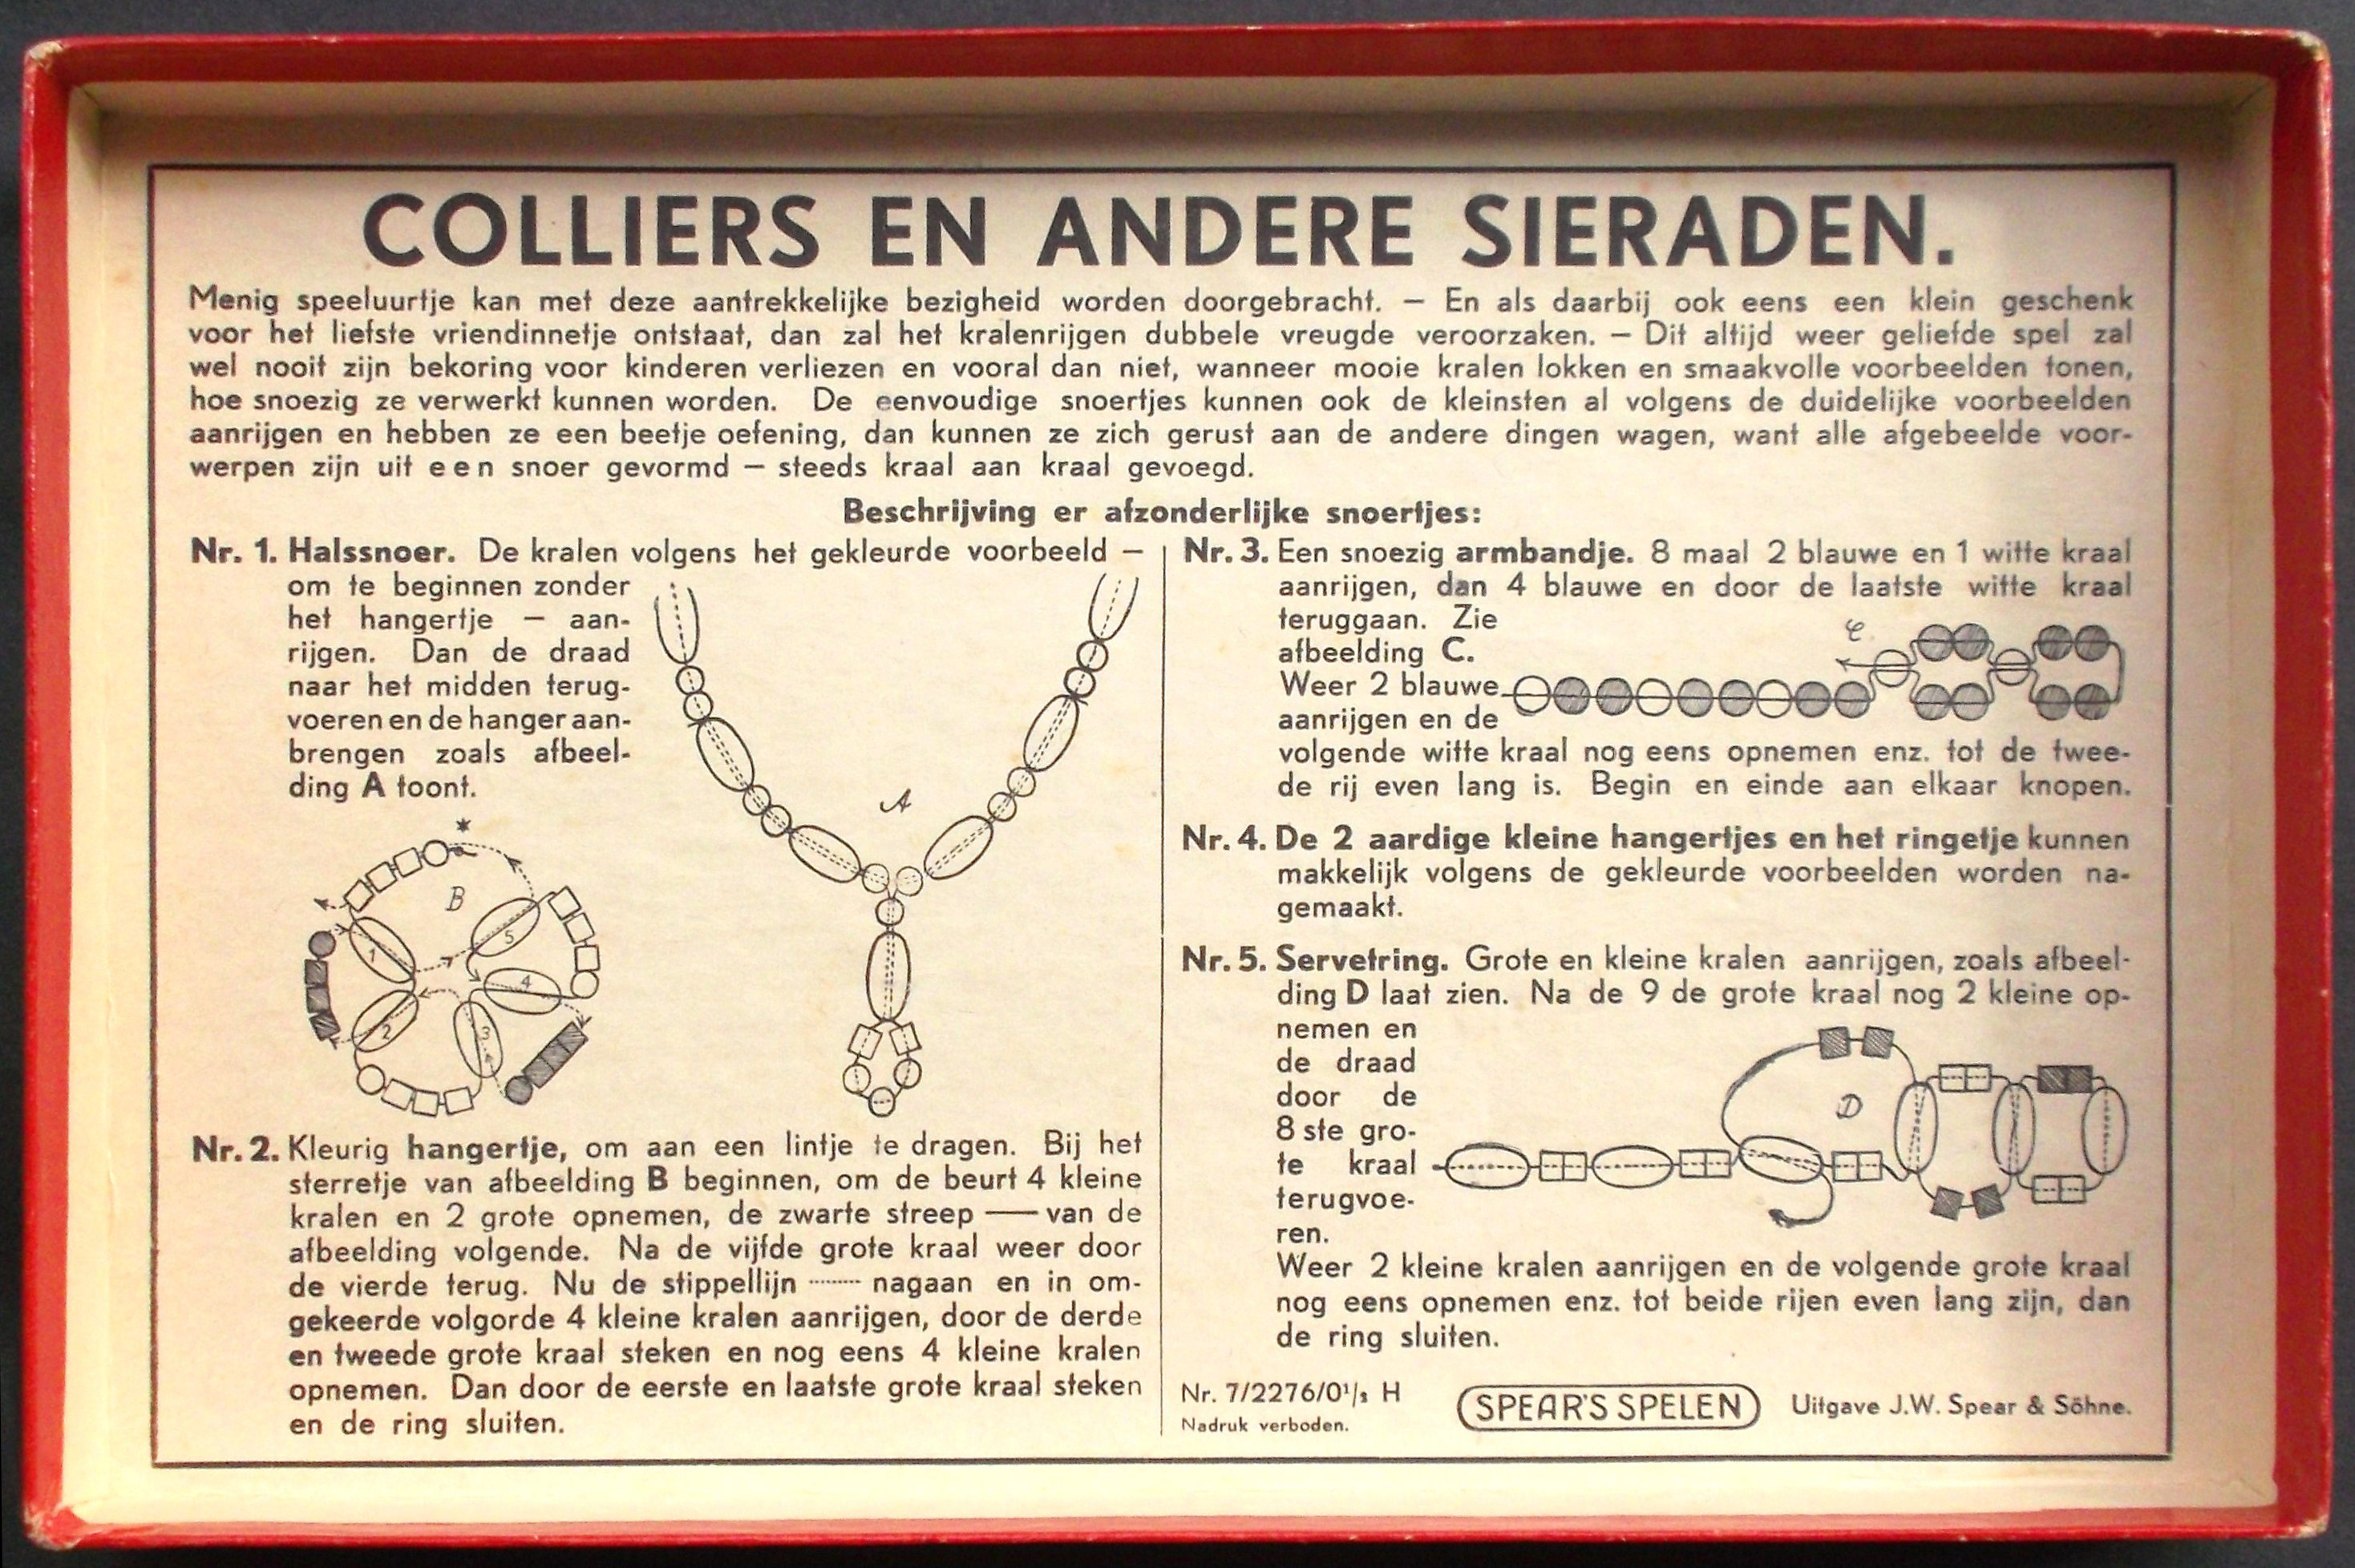 COLLIERS EN ANDERE SIERADEN.
Menig speeluurtje kan met deze aantrekkelijke bezigheid worden doorgebracht. — En als daarbij ook eens een klein geschenk
voor het liefste vriendinnetje ontstaat, dan zal het kralenrijgen dubbele vreugde veroorzaken. — Dit altijd weer geliefde spel zal
wel nooit zijn bekoring voor kinderen verliezen en vooral dan niet, wanneer mooie kralen lokken en smaakvolle voorbeelden tonen,
hoe snoezig ze verwerkt kunnen worden. De eenvoudige snoertjes kunnen ook de kleinsten al volgens de duidelijke voorbeelden
aanrijgen en hebben ze een beetje oefening, dan kunnen ze zich gerust aan de andere dingen wagen, want alle afgebeelde voor-
werpen zijn uit een snoer gevormd — steeds kraal aan kraal gevoegd.
Beschrijving er afzonderlijke snoertjes:
Nr. 1. Halssnoer. De kralen volgens het gekleurde voorbeeld —
om te beginnen zonder
het hangertje — aan-
rijgen. Dan de draad
naar het midden terug-
voeren en de hanger aan-
brengen zoals afbeel-
ding A toont.
A
*
B
1
5
4
2
3
Nr. 2. Kleurig hangertje, om aan een lintje te dragen. Bij het
sterretje van afbeelding B beginnen, om de beurt 4 kleine
kralen en 2 grote opnemen, de zwarte streep —— van de
afbeelding volgende. Na de vijfde grote kraal weer door
de vierde terug. Nu de stippellijn ........ nagaan en in om-
gekeerde volgorde 4 kleine kralen aanrijgen, door de derde
en tweede grote kraal steken en nog eens 4 kleine kralen
opnemen. Dan door de eerste en laatste grote kraal steken
en de ring sluiten.
Nr. 3. Een snoezig armbandje. 8 maal 2 blauwe en 1 witte kraal
aanrijgen, dan 4 blauwe en door de laatste witte kraal
teruggaan. Zie
afbeelding C.
Weer 2 blauwe
aanrijgen en de
volgende witte kraal nog eens opnemen enz. tot de twee-
de rij even lang is. Begin en einde aan elkaar knopen.
C
Nr. 4. De 2 aardige kleine hangertjes en het ringetje kunnen
makkelijk volgens de gekleurde voorbeelden worden na-
gemaakt.
Nr. 5. Servetring. Grote en kleine kralen aanrijgen, zoals afbeel-
ding D laat zien. Na de 9 de grote kraal nog 2 kleine op-
nemen en
de draad
door de
8 ste gro-
te kraal
terugvoe-
ren.
D
Weer 2 kleine kralen aanrijgen en de volgende grote kraal
nog eens opnemen enz. tot beide rijen even lang zijn, dan
de ring sluiten.
Nr. 7/2276/0¹/₂ H
Nadruk verboden.
SPEAR'S SPELEN
Uitgave J.W. Spear & Söhne.